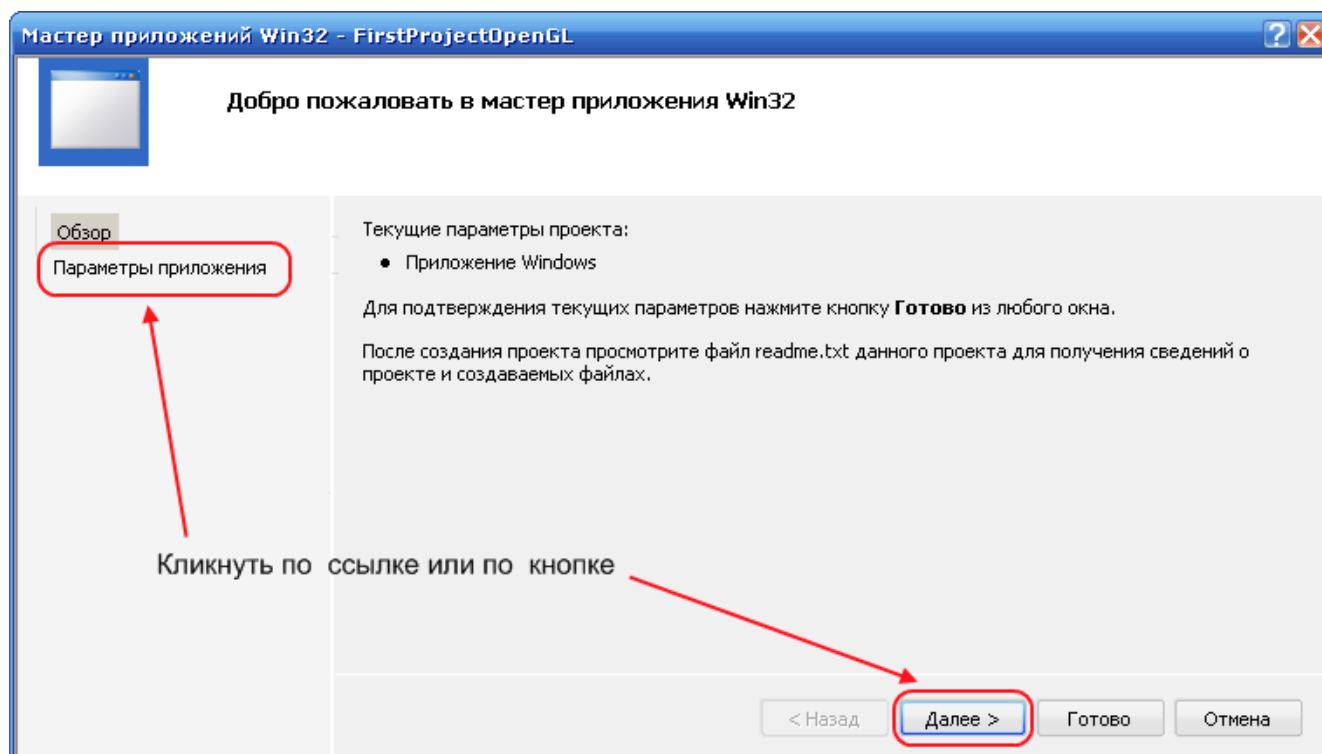 Мастер приложений Win32 - FirstProjectOpenGL
Добро пожаловать в мастер приложения Win32
Обзор
Параметры приложения
Текущие параметры проекта:
● Приложение Windows
Для подтверждения текущих параметров нажмите кнопку Готово из любого окна.
После создания проекта просмотрите файл readme.txt данного проекта для получения сведений о
проекте и создаваемых файлах.
Кликнуть по ссылке или по кнопке
< Назад
Далее >
Готово
Отмена